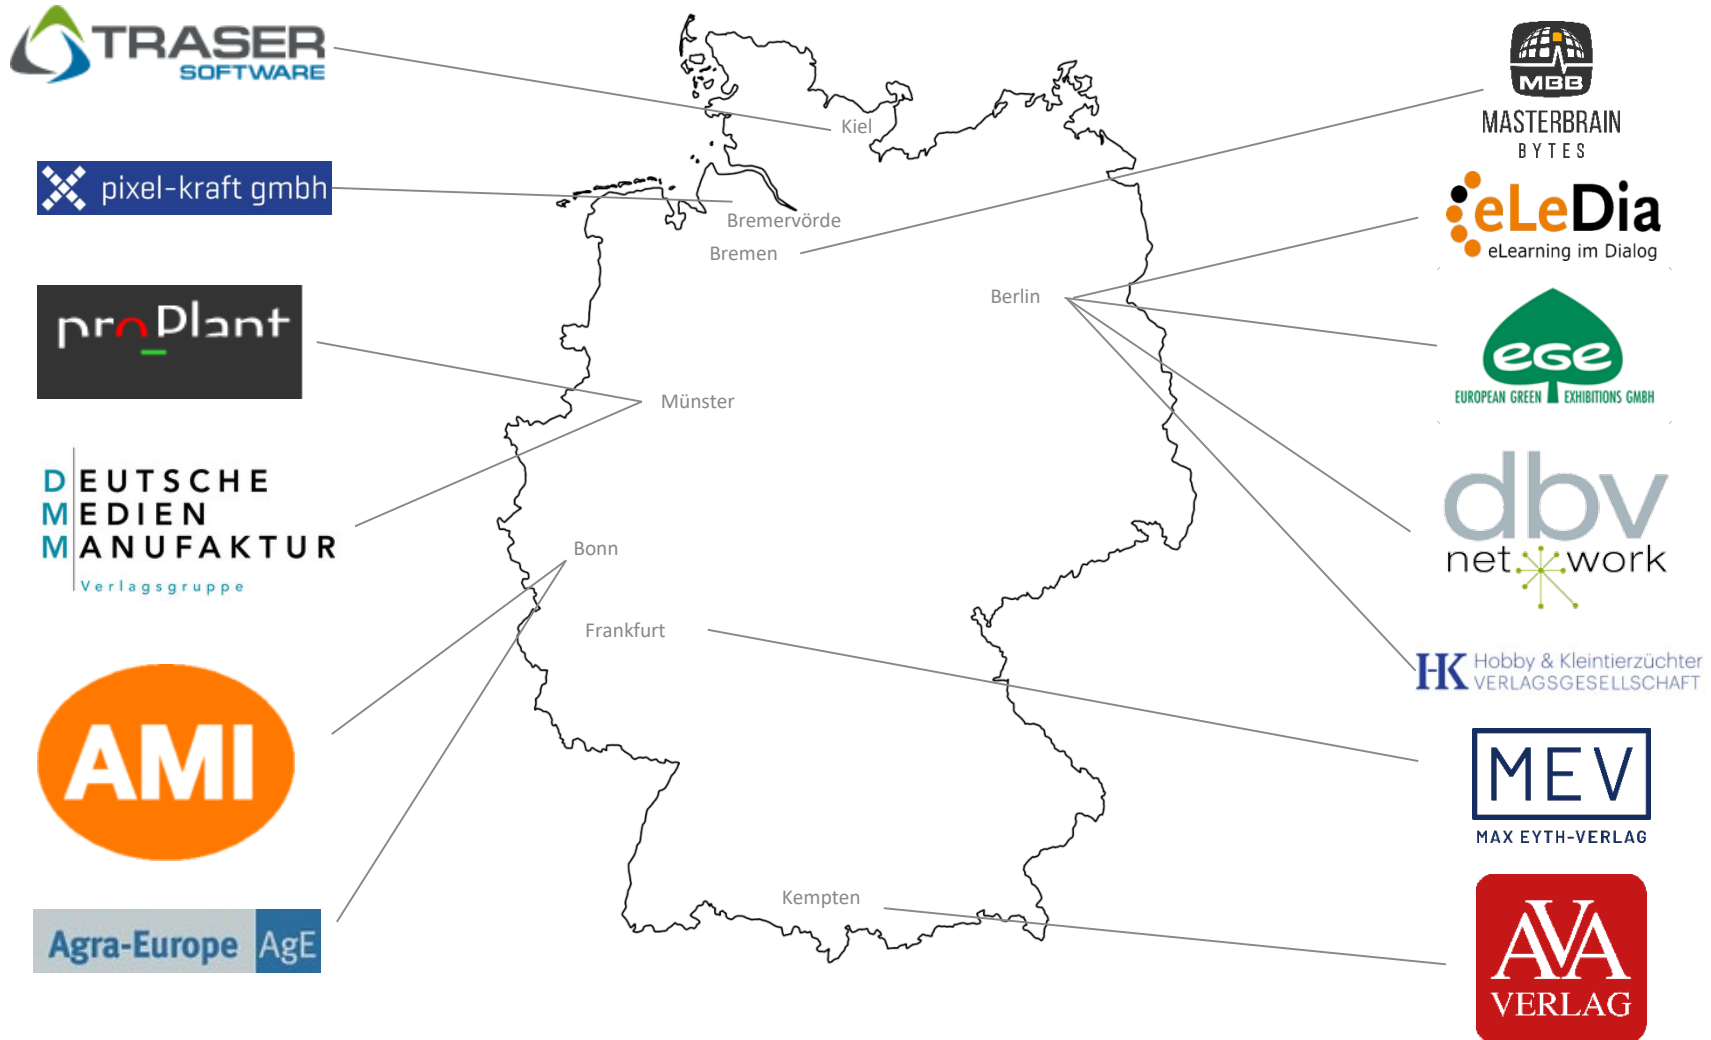 TRASER
SOFTWARE
pixel-kraft gmbh
proPlant
DEUTSCHE
MEDIEN
MANUFAKTUR
Verlagsgruppe
AMI
Agra-Europe AgE
Kiel
Bremervörde
Bremen
Berlin
Münster
Bonn
Frankfurt
Kempten
MBB
MASTERBRAIN
BYTES
eLeDia
eLearning im Dialog
ege
EUROPEAN GREEN EXHIBITIONS GMBH
dbv
network
HK Hobby & Kleintierzüchter
VERLAGSGESELLSCHAFT
MEV
MAX EYTH-VERLAG
AVA
VERLAG